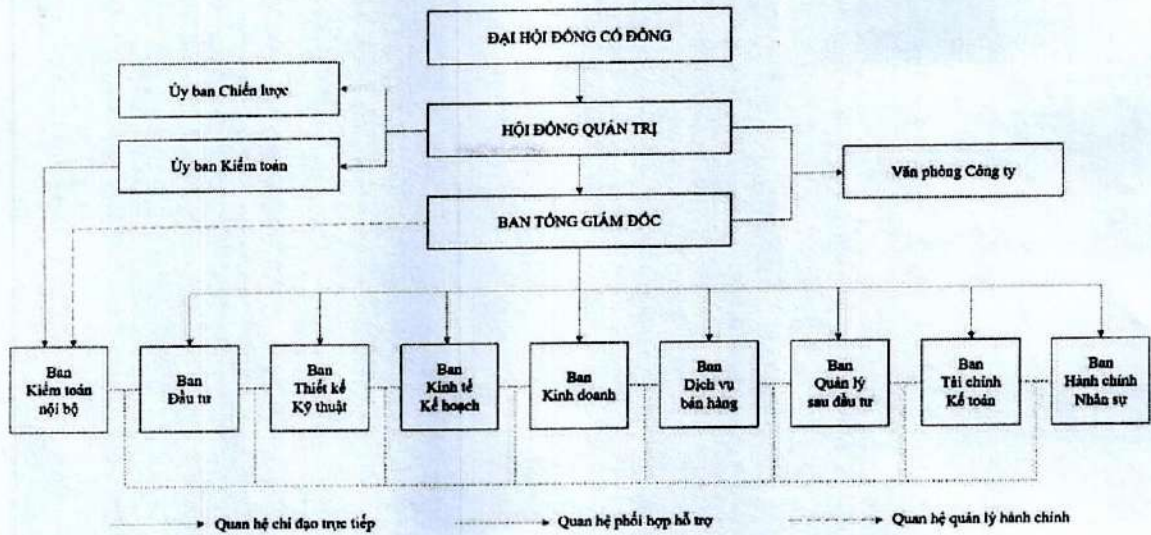 ĐẠI HỘI ĐỒNG CỔ ĐÔNG
Ủy ban Chiến lược
HỘI ĐỒNG QUẢN TRỊ
Ủy ban Kiểm toán
Văn phòng Công ty
BAN TỔNG GIÁM ĐỐC
Ban
Kiểm toán
nội bộ
Ban
Đầu tư
Ban
Thiết kế
Kỹ thuật
Ban
Kinh tế
Kế hoạch
Ban
Kinh doanh
Ban
Dịch vụ
bán hàng
Ban
Quản lý
sau đầu tư
Ban
Tài chính
Kế toán
Ban
Hành chính
Nhân sự
Quan hệ chỉ đạo trực tiếp
Quan hệ phối hợp hỗ trợ
Quan hệ quản lý hành chính